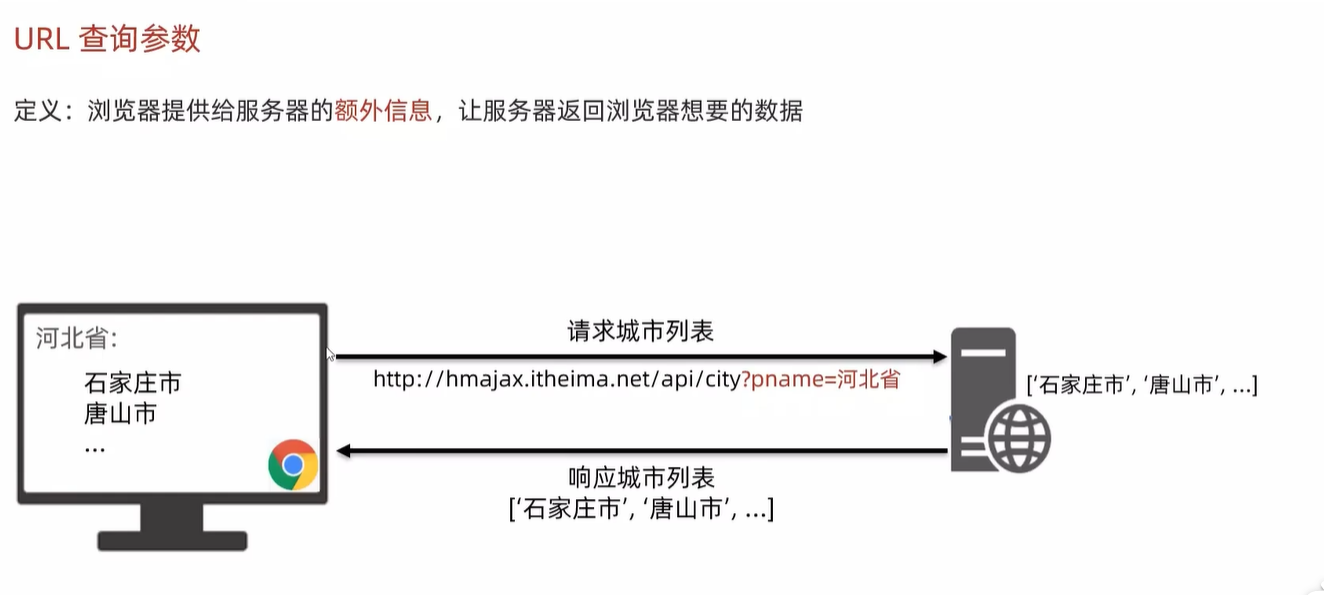 URL 查询参数
定义：浏览器提供给服务器的额外信息，让服务器返回浏览器想要的数据
河北省：
石家庄市
唐山市
...
请求城市列表
http://hmajax.itheima.net/api/city?pname=河北省
['石家庄市', '唐山市', ...]
响应城市列表
['石家庄市', '唐山市', ...]